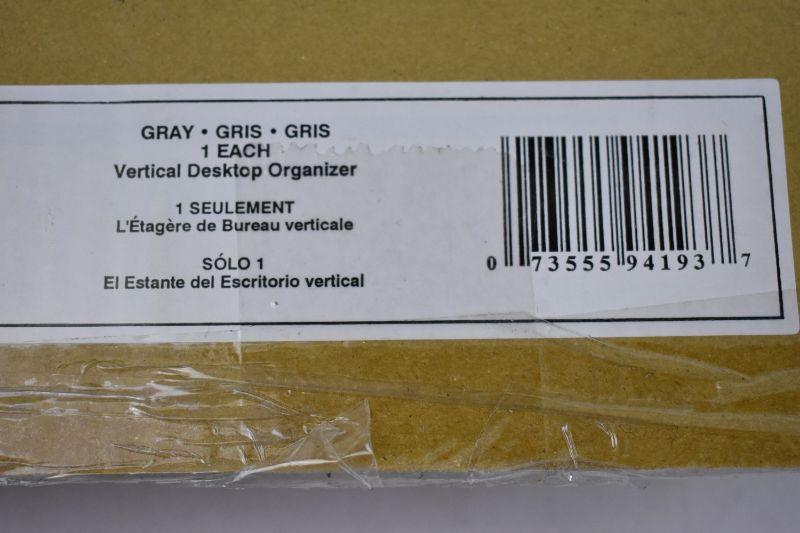 GRAY • GRIS • GRIS
1 EACH
Vertical Desktop Organizer
1 SEULEMENT
L'Étagère de Bureau verticale
SÓLO 1
El Estante del Escritorio vertical
0 73555 94193 7